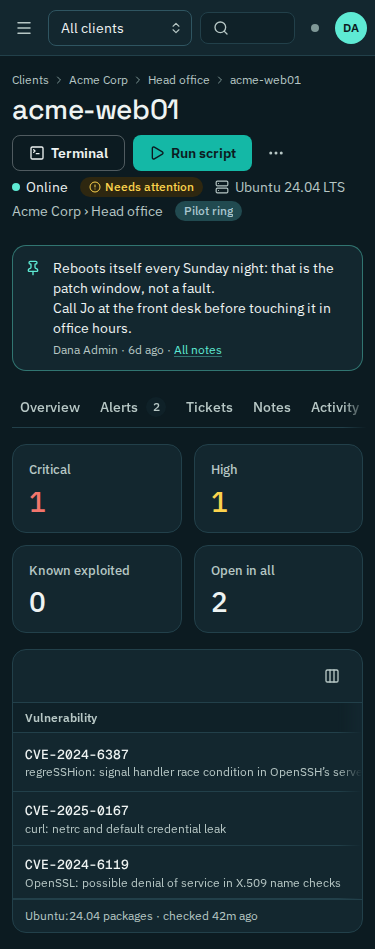 All clients
DA
Clients > Acme Corp > Head office > acme-web01
acme-web01
Terminal
Run script
Online
Needs attention
Ubuntu 24.04 LTS
Acme Corp › Head office
Pilot ring
Reboots itself every Sunday night: that is the
patch window, not a fault.
Call Jo at the front desk before touching it in
office hours.
Dana Admin · 6d ago · All notes
Overview
Alerts 2
Tickets
Notes
Activity
Critical
1
High
1
Known exploited
0
Open in all
2
Vulnerability
CVE-2024-6387
regreSSHion: signal handler race condition in OpenSSH’s serve
CVE-2025-0167
curl: netrc and default credential leak
CVE-2024-6119
OpenSSL: possible denial of service in X.509 name checks
Ubuntu:24.04 packages · checked 42m ago